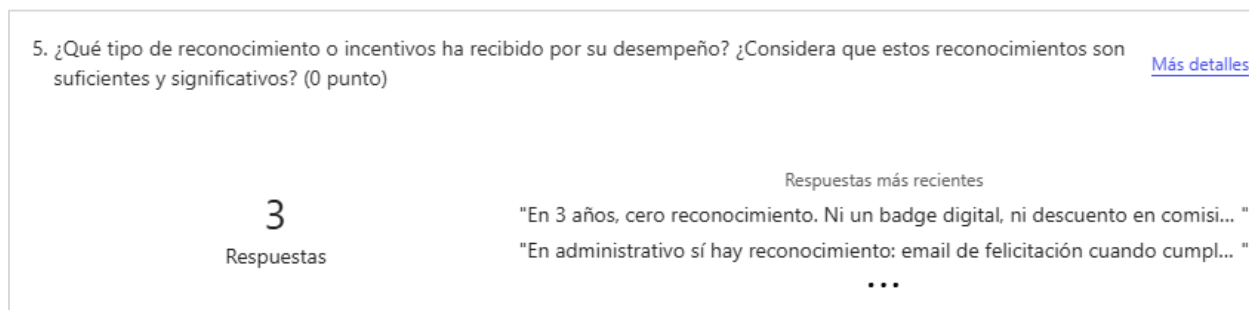 5. ¿Qué tipo de reconocimiento o incentivos ha recibido por su desempeño? ¿Considera que estos reconocimientos son
suficientes y significativos? (0 punto)
Más detalles
Respuestas más recientes
3
Respuestas
"En 3 años, cero reconocimiento. Ni un badge digital, ni descuento en comisi... "
"En administrativo sí hay reconocimiento: email de felicitación cuando cumpl... "
...